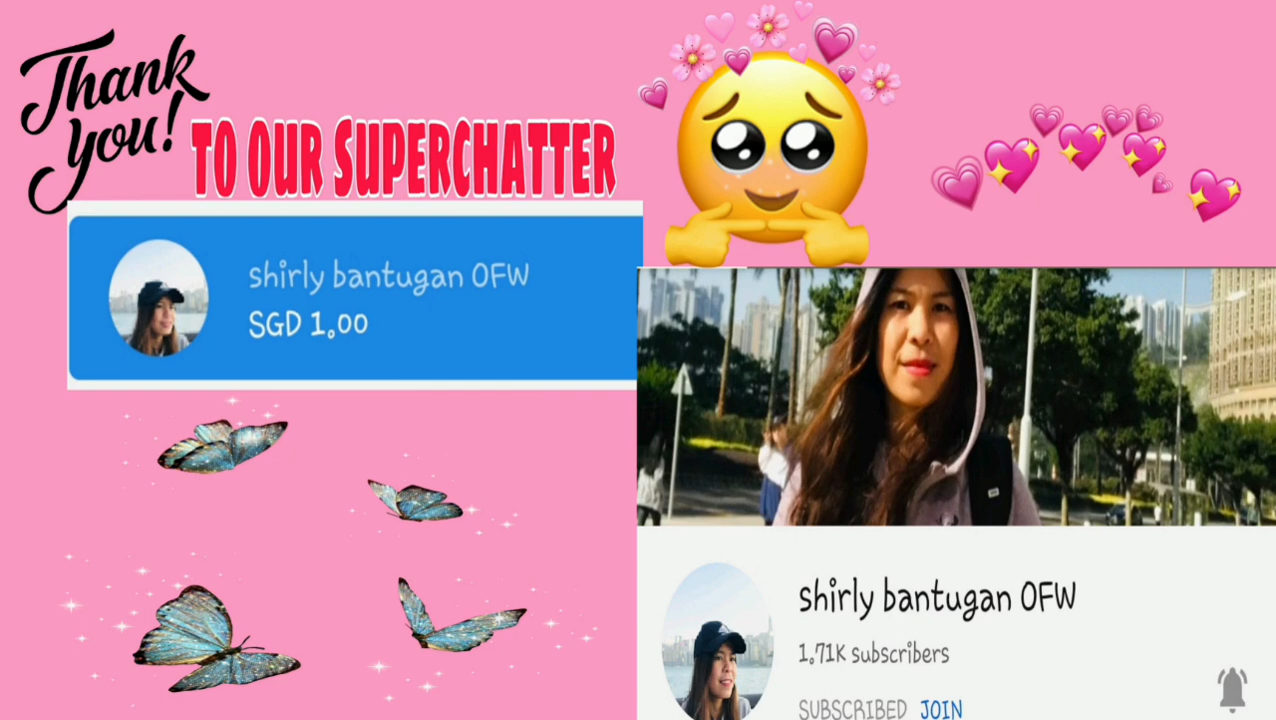 Thank
you!
TO OUR SUPERCHATTER
shirly bantugan OFW
SGD 1.00
shirly bantugan OFW
1.71K subscribers
SUBSCRIBED JOIN